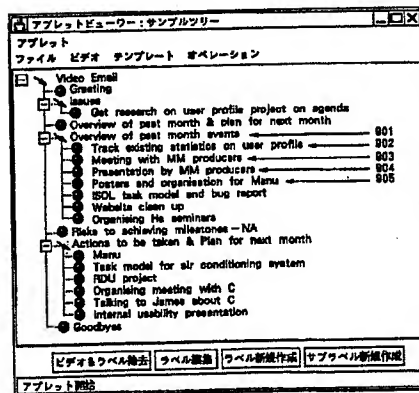 アプレットビューワー：サンプルツリー
アプレット
ファイル ビデオ テンプレート オペレーション
Video Email
Greeting
Issues
Get research on user profile project on agenda
Overview of past month & plan for next month
Overview of past month events 901
Track existing statistics on user profile 902
Meeting with MM producers 903
Presentation by MM producers 904
Posters and organisation for Manu 905
ISOL task model and bug report
Website clean up
Organising Hs seminars
Risks to achieving milestones - NA
Actions to be taken & Plan for next month
Manu
Task model for air conditioning system
RDU project
Organising meeting with C
Talking to James about C
Internal usability presentation
Goodbyes
ビデオ&ラベル除去 ラベル編集 ラベル新規作成 サブラベル新規作成
アプレット開始